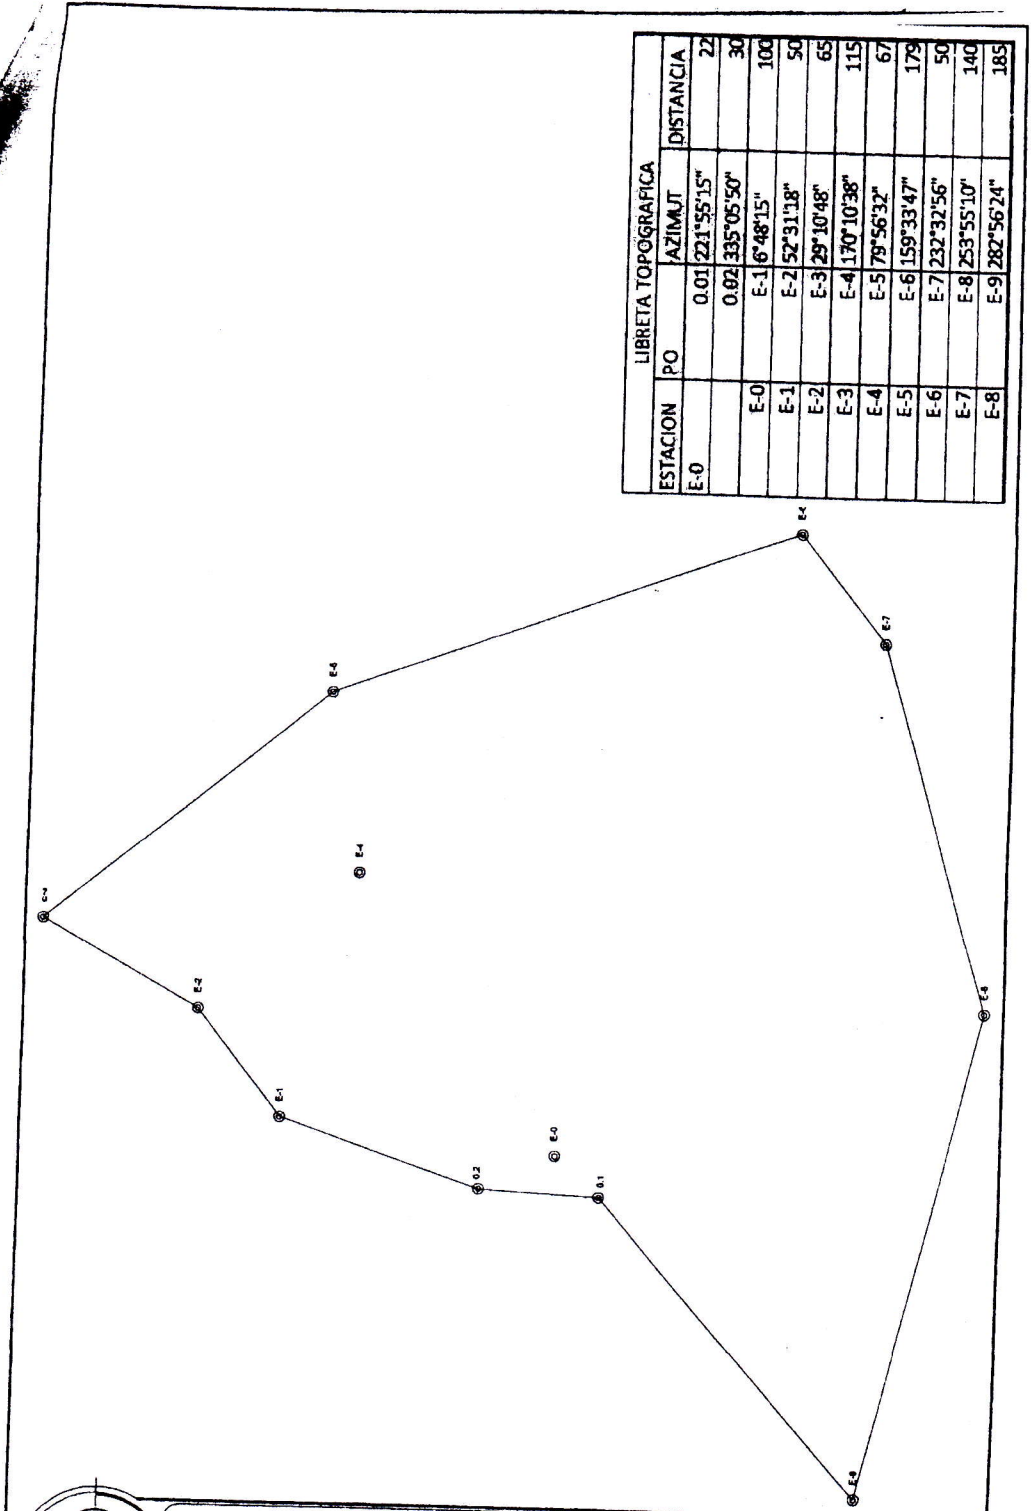 LIBRETA TOPOGRAFICA
ESTACION PO AZIMUT DISTANCIA
E-0 0.01 221°55'15" 22
0.02 335°05'50" 30
E-0 E-1 6°48'15" 100
E-1 E-2 52°31'18" 50
E-2 E-3 29°10'48" 65
E-3 E-4 170°10'38" 115
E-4 E-5 79°56'32" 67
E-5 E-6 159°33'47" 179
E-6 E-7 232°32'56" 50
E-7 E-8 253°55'10" 140
E-8 E-9 282°56'24" 185
E-2
E-1
0.2
E-0
0.1
E-4
E-5
E-6
E-7
E-8
E-9